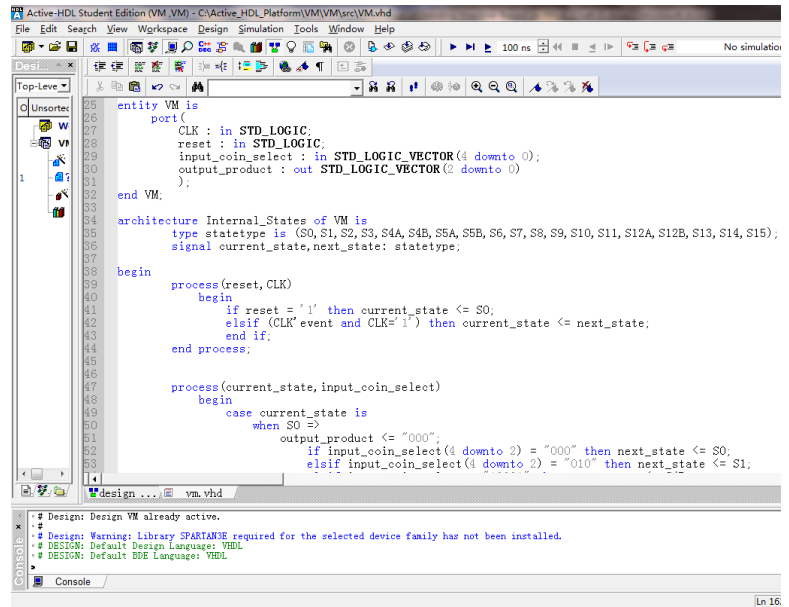 Active-HDL Student Edition (VM ,VM) - C:\Active_HDL_Platform\VM\VM\src\VM.vhd
File Edit Search View Workspace Design Simulation Tools Window Help
100 ns No simulatio
Desi...
Top-Leve
Unsorted
W
VM
1
25 entity VM is
26 port(
27 CLK : in STD_LOGIC;
28 reset : in STD_LOGIC;
29 input_coin_select : in STD_LOGIC_VECTOR(4 downto 0);
30 output_product : out STD_LOGIC_VECTOR(2 downto 0)
31 );
32 end VM;
33
34 architecture Internal_States of VM is
35 type statetype is (S0, S1, S2, S3, S4A, S4B, S5A, S5B, S6, S7, S8, S9, S10, S11, S12A, S12B, S13, S14, S15);
36 signal current_state,next_state: statetype;
37
38 begin
39 process(reset,CLK)
40 begin
41 if reset = '1' then current_state <= S0;
42 elsif (CLK'event and CLK='1') then current_state <= next_state;
43 end if;
44 end process;
45
46
47 process(current_state,input_coin_select)
48 begin
49 case current_state is
50 when S0 =>
51 output_product <= "000";
52 if input_coin_select(4 downto 2) = "000" then next_state <= S0;
53 elsif input_coin_select(4 downto 2) = "010" then next_state <= S1;
design ... vm.vhd
# Design: Design VM already active.
#
# Design: Warning: Library SPARTAN3E required for the selected device family has not been installed.
# DESIGN: Default Design Language: VHDL
# DESIGN: Default BDE Language: VHDL
>
Console
Console
Ln 162